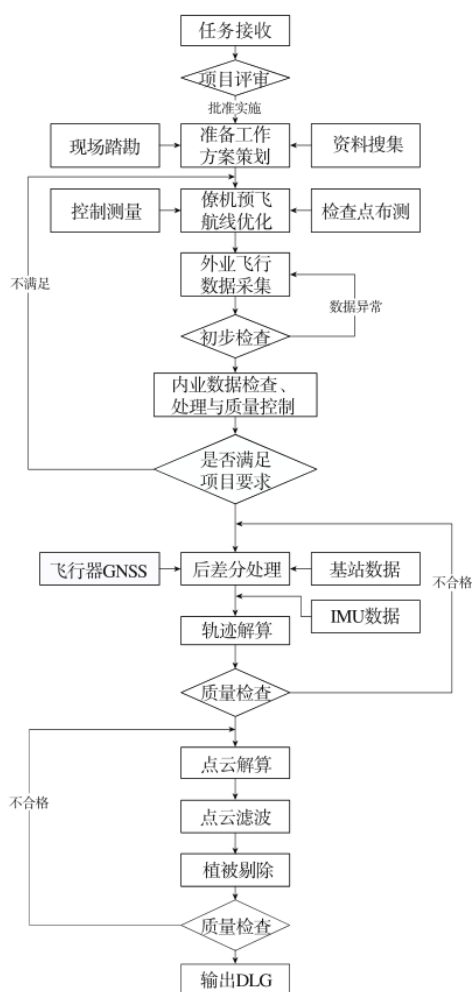 任务接收
项目评审
批准实施
现场踏勘
准备工作
方案策划
资料搜集
控制测量
僚机预飞
航线优化
检查点布测
不满足
外业飞行
数据采集
数据异常
初步检查
内业数据检查、
处理与质量控制
是否满足
项目要求
飞行器GNSS
后差分处理
基站数据
不合格
IMU数据
轨迹解算
质量检查
点云解算
不合格
点云滤波
植被剔除
质量检查
输出DLG